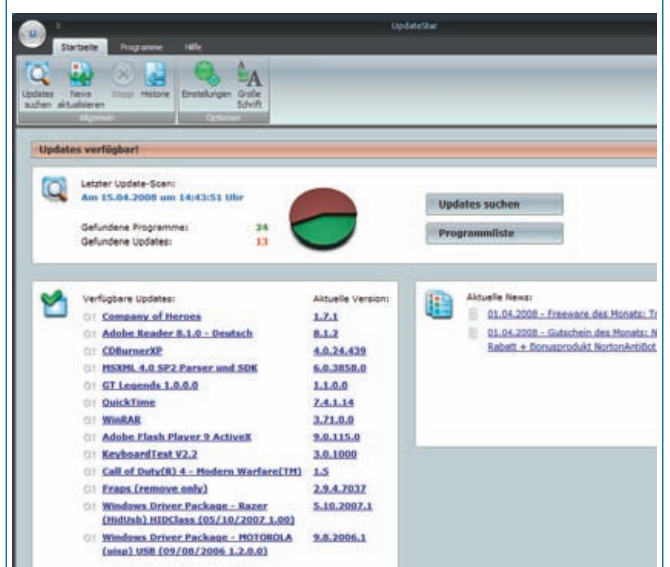 UpdateStar
Startseite Programme Hilfe
Updates suchen
News aktualisieren
Stopp
Historie
Einstellungen
Große Schrift
Allgemein
Optionen
Updates verfügbar!
Letzter Update-Scan:
Am 15.04.2008 um 14:43:51 Uhr
Gefundene Programme: 24
Gefundene Updates: 13
Updates suchen
Programmliste
Verfügbare Updates: Aktuelle Version:
Company of Heroes 1.7.1
Adobe Reader 8.1.0 - Deutsch 8.1.2
CDBurnerXP 4.0.24.439
MSXML 4.0 SP2 Parser und SDK 6.0.3858.0
GT Legends 1.0.0.0 1.1.0.0
QuickTime 7.4.1.14
WinRAR 3.71.0.0
Adobe Flash Player 9 ActiveX 9.0.115.0
KeyboardTest V2.2 3.0.1000
Call of Duty(R) 4 - Modern Warfare(TM) 1.5
Fraps (remove only) 2.9.4.7037
Windows Driver Package - Razer 5.10.2007.1
(HidUsb) HIDClass (05/10/2007 1.00)
Windows Driver Package - MOTOROLA 9.8.2006.1
(uisp) USB (09/08/2006 1.2.0.0)
Aktuelle News:
01.04.2008 - Freeware des Monats: Tr
01.04.2008 - Gutschein des Monats: N
Rabatt + Bonusprodukt NortonAntiBot